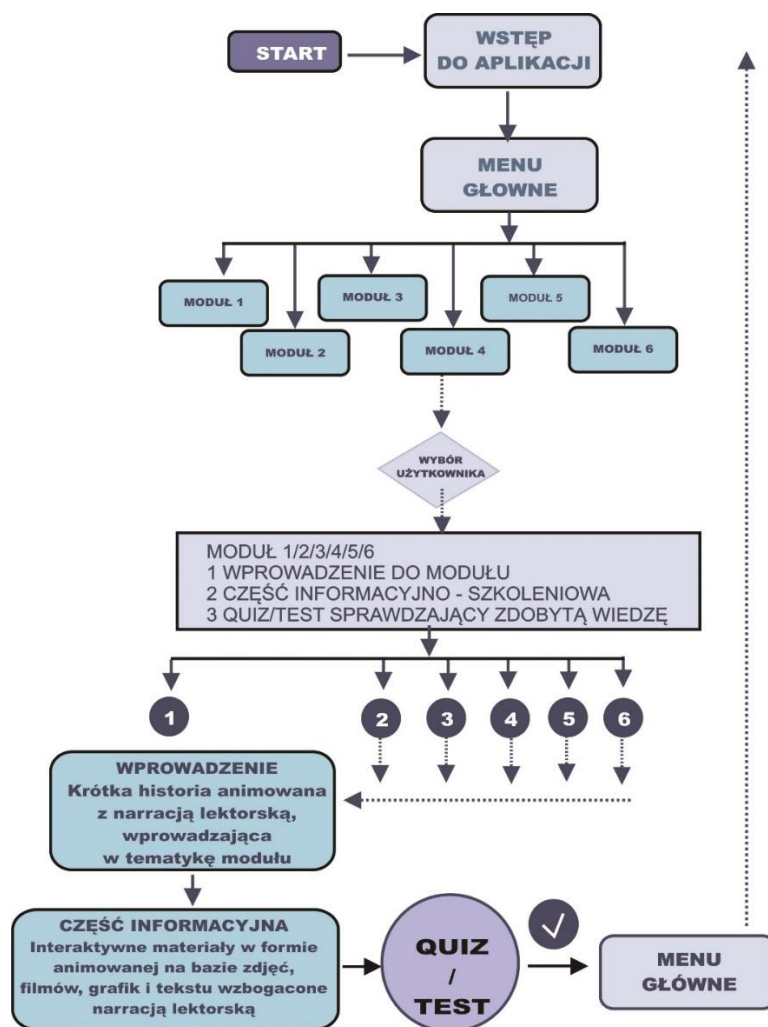 START
WSTĘP
DO APLIKACJI
MENU
GŁOWNE
MODUŁ 1
MODUŁ 2
MODUŁ 3
MODUŁ 4
MODUŁ 5
MODUŁ 6
WYBÓR
UŻYTKOWNIKA
MODUŁ 1/2/3/4/5/6
1 WPROWADZENIE DO MODUŁU
2 CZĘŚĆ INFORMACYJNO - SZKOLENIOWA
3 QUIZ/TEST SPRAWDZAJĄCY ZDOBYTĄ WIEDZĘ
1
2
3
4
5
6
WPROWADZENIE
Krótka historia animowana
z narracją lektorską,
wprowadzająca
w tematykę modułu
CZĘŚĆ INFORMACYJNA
Interaktywne materiały w formie
animowanej na bazie zdjęć,
filmów, grafik i tekstu wzbogacone
narracją lektorską
QUIZ
/
TEST
MENU
GŁÓWNE